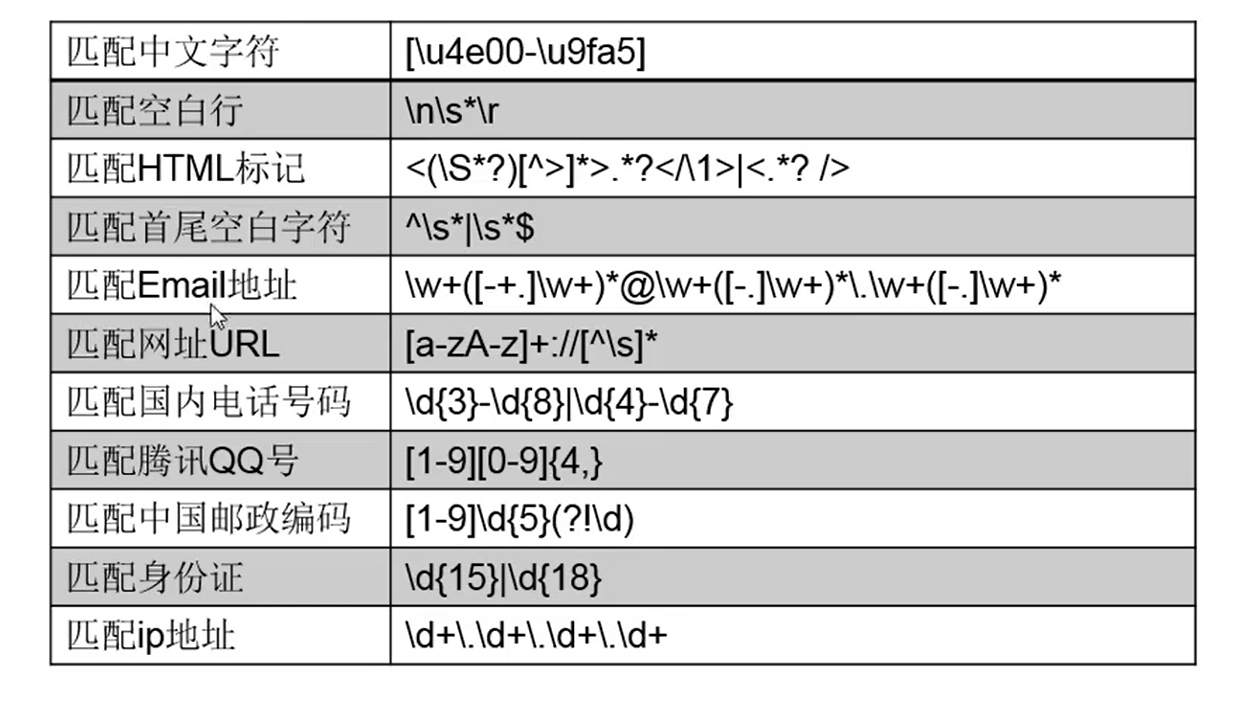 匹配中文字符 [\u4e00-\u9fa5]
匹配空白行 \n\s*\r
匹配HTML标记 <(\S*?)[^>]*>.*?</\1>|<.*? />
匹配首尾空白字符 ^\s*|\s*$
匹配Email地址 \w+([-+.]\w+)*@\w+([-.]\w+)*\.\w+([-.]\w+)*
匹配网址URL [a-zA-z]+://[^\s]*
匹配国内电话号码 \d{3}-\d{8}|\d{4}-\d{7}
匹配腾讯QQ号 [1-9][0-9]{4,}
匹配中国邮政编码 [1-9]\d{5}(?!\d)
匹配身份证 \d{15}|\d{18}
匹配ip地址 \d+\.\d+\.\d+\.\d+